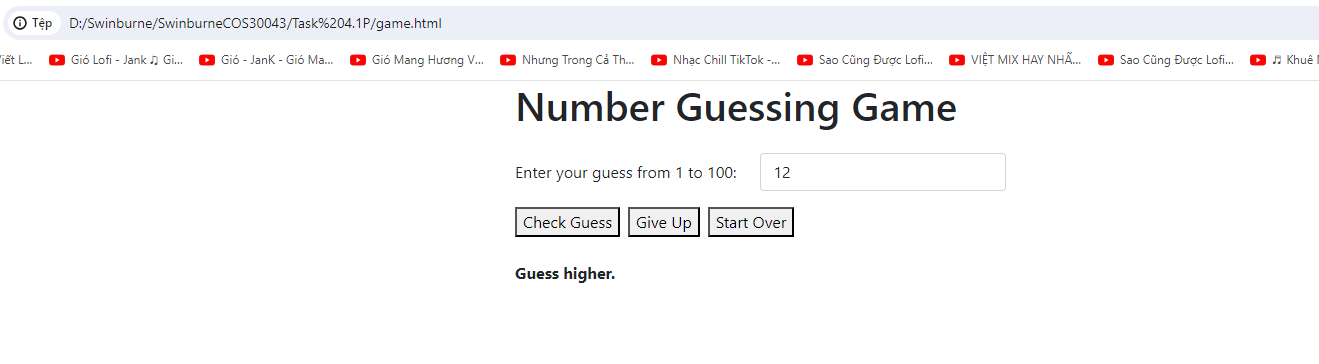 Tệp D:/Swinburne/SwinburneCOS30043/Task%204.1P/game.html
iết L... Gió Lofi - Jank ♫ Gi... Gió - JanK - Gió Ma... Gió Mang Hương V... Nhưng Trong Cả Th... Nhạc Chill TikTok -... Sao Cũng Được Lofi... VIỆT MIX HAY NHẤ... Sao Cũng Được Lofi... ♬ Khuê
Number Guessing Game
Enter your guess from 1 to 100: 12
Check Guess Give Up Start Over
Guess higher.